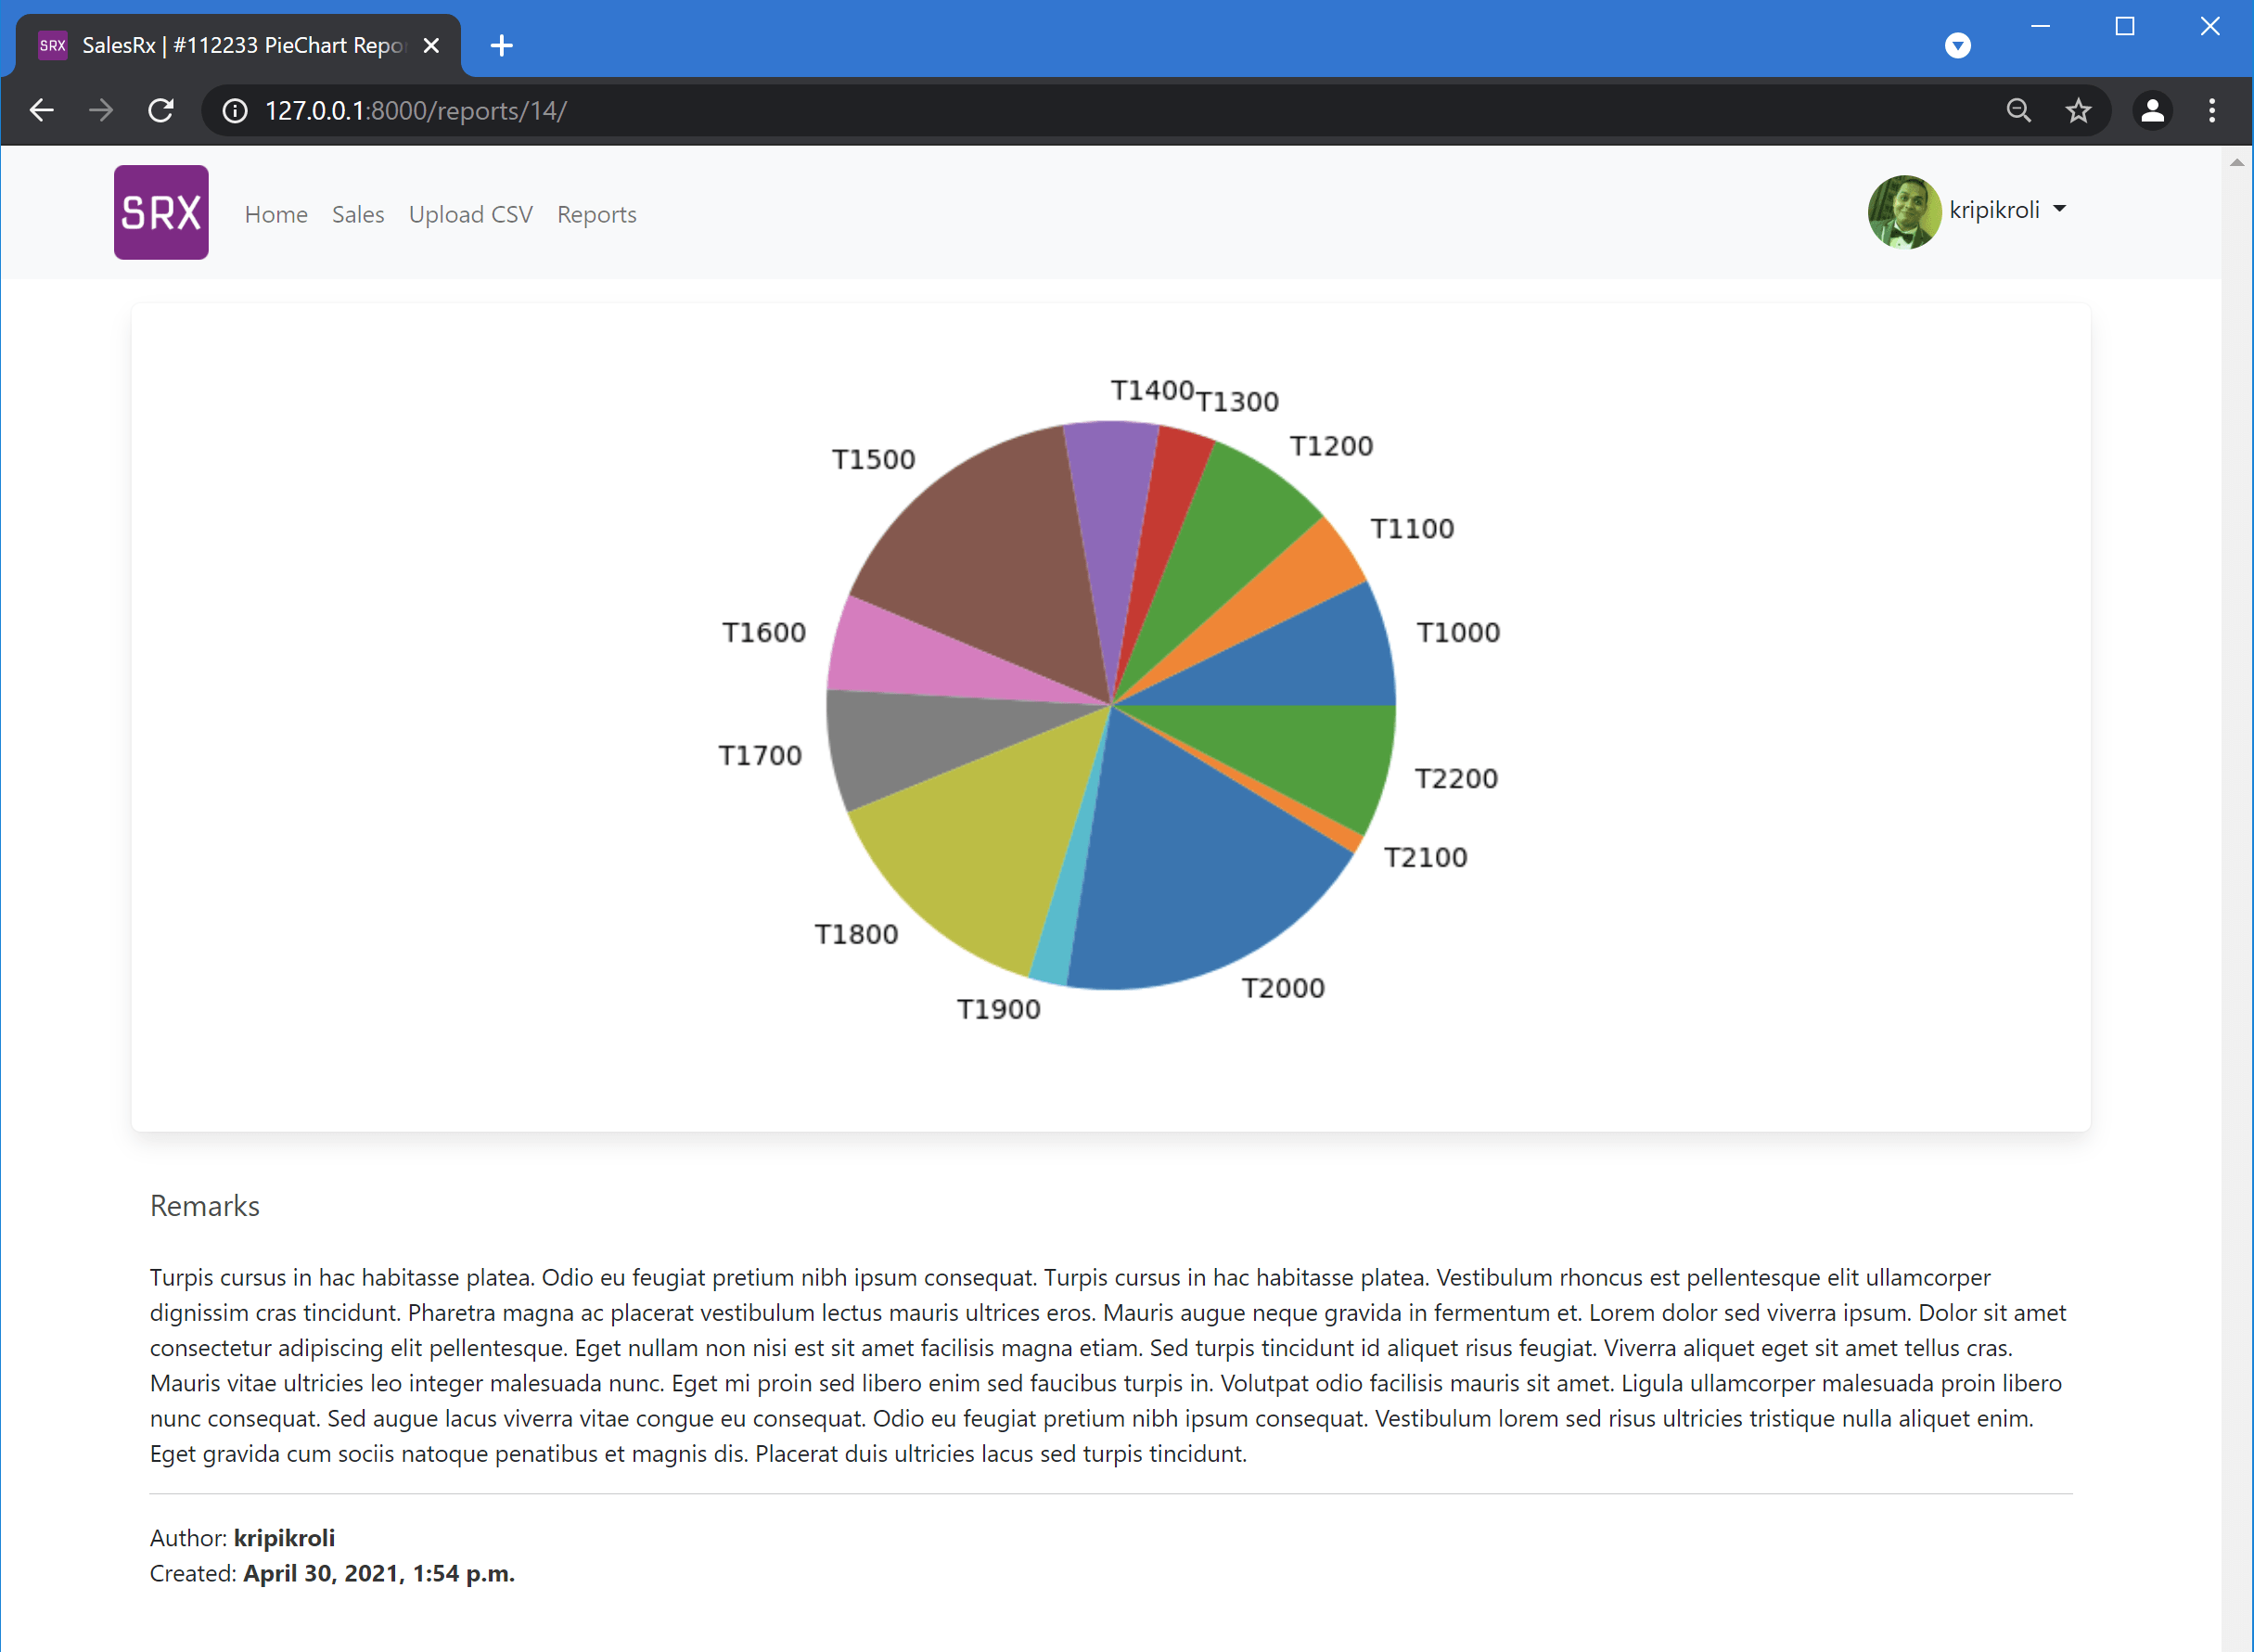 SRX SalesRx | #112233 PieChart Repo
127.0.0.1:8000/reports/14/
SRX Home Sales Upload CSV Reports kripikroli
T1400
T1300
T1200
T1500
T1100
T1600
T1000
T1700
T2200
T2100
T1800
T2000
T1900
Remarks
Turpis cursus in hac habitasse platea. Odio eu feugiat pretium nibh ipsum consequat. Turpis cursus in hac habitasse platea. Vestibulum rhoncus est pellentesque elit ullamcorper
dignissim cras tincidunt. Pharetra magna ac placerat vestibulum lectus mauris ultrices eros. Mauris augue neque gravida in fermentum et. Lorem dolor sed viverra ipsum. Dolor sit amet
consectetur adipiscing elit pellentesque. Eget nullam non nisi est sit amet facilisis magna etiam. Sed turpis tincidunt id aliquet risus feugiat. Viverra aliquet eget sit amet tellus cras.
Mauris vitae ultricies leo integer malesuada nunc. Eget mi proin sed libero enim sed faucibus turpis in. Volutpat odio facilisis mauris sit amet. Ligula ullamcorper malesuada proin libero
nunc consequat. Sed augue lacus viverra vitae congue eu consequat. Odio eu feugiat pretium nibh ipsum consequat. Vestibulum lorem sed risus ultricies tristique nulla aliquet enim.
Eget gravida cum sociis natoque penatibus et magnis dis. Placerat duis ultricies lacus sed turpis tincidunt.
Author: kripikroli
Created: April 30, 2021, 1:54 p.m.